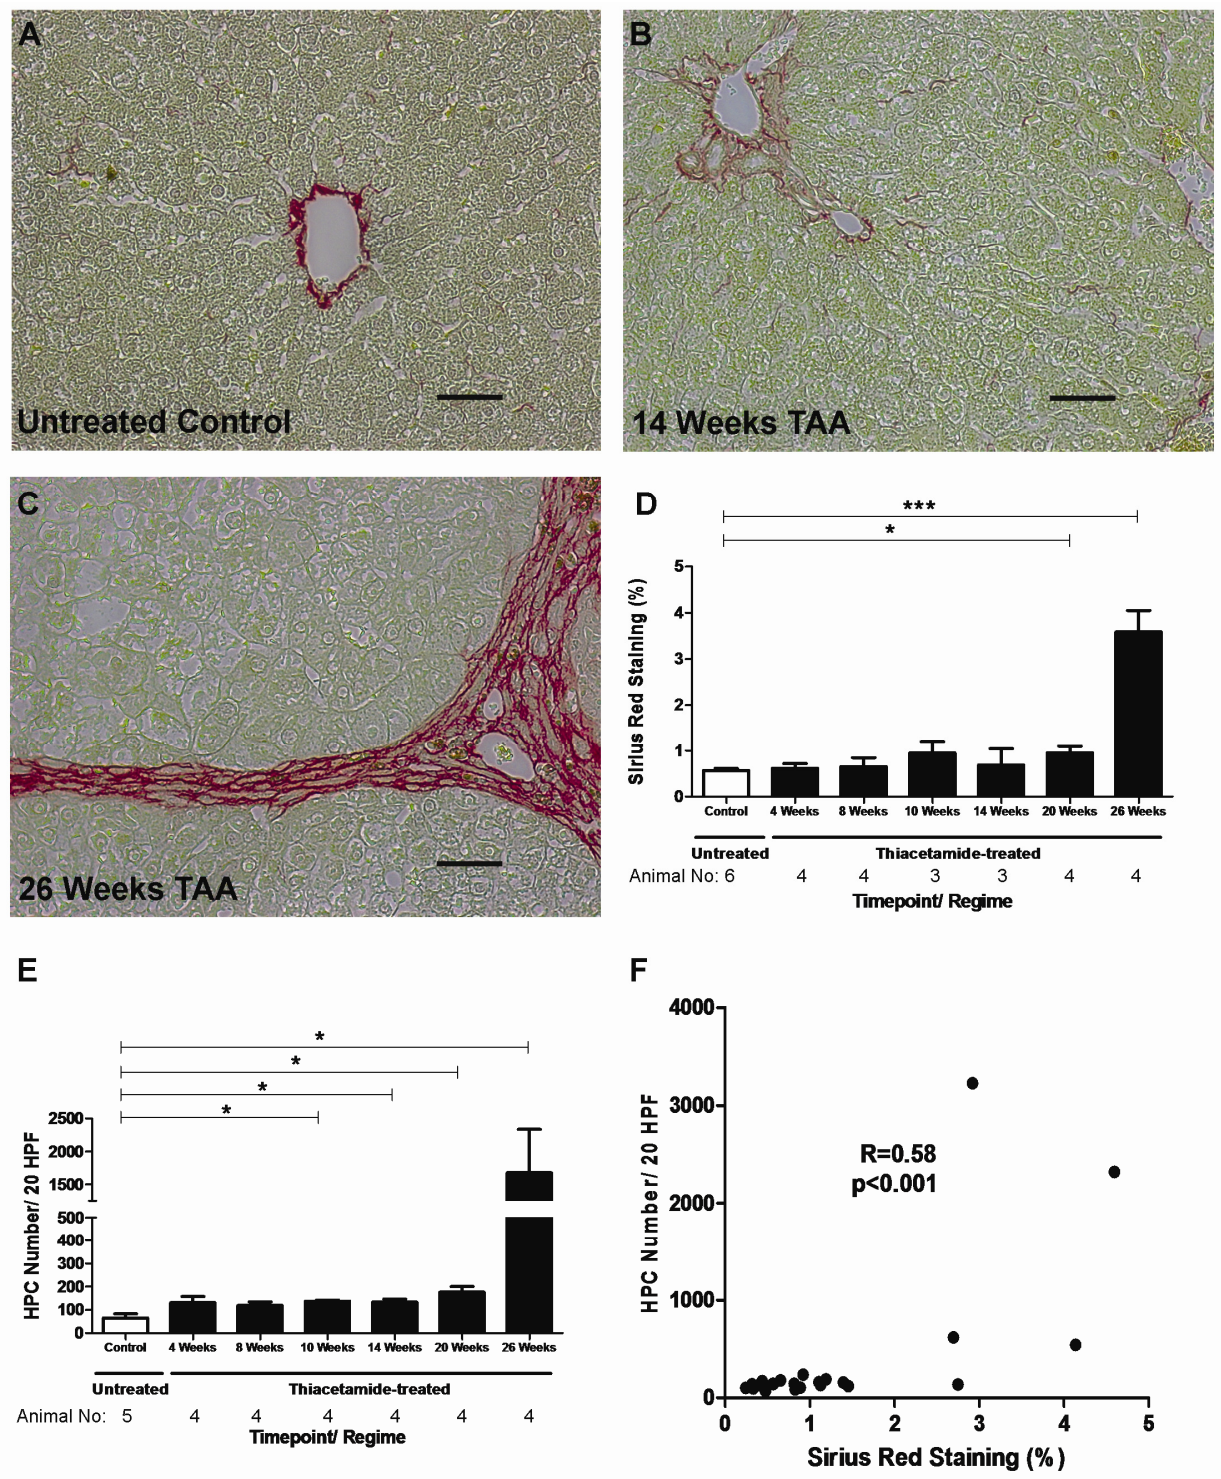 A
Untreated Control
B
14 Weeks TAA
C
26 Weeks TAA
D
***
*
Sirius Red Staining (%)
5
4
3
2
1
0
Control 4 Weeks 8 Weeks 10 Weeks 14 Weeks 20 Weeks 26 Weeks
Untreated Thiacetamide-treated
Animal No: 6 4 4 3 3 4 4
Timepoint/ Regime
E
*
*
*
*
HPC Number/ 20 HPF
2500
2000
1500
500
400
300
200
100
0
Control 4 Weeks 8 Weeks 10 Weeks 14 Weeks 20 Weeks 26 Weeks
Untreated Thiacetamide-treated
Animal No: 5 4 4 4 4 4 4
Timepoint/ Regime
F
HPC Number/ 20 HPF
4000
3000
2000
1000
0
R=0.58
p<0.001
0 1 2 3 4 5
Sirius Red Staining (%)